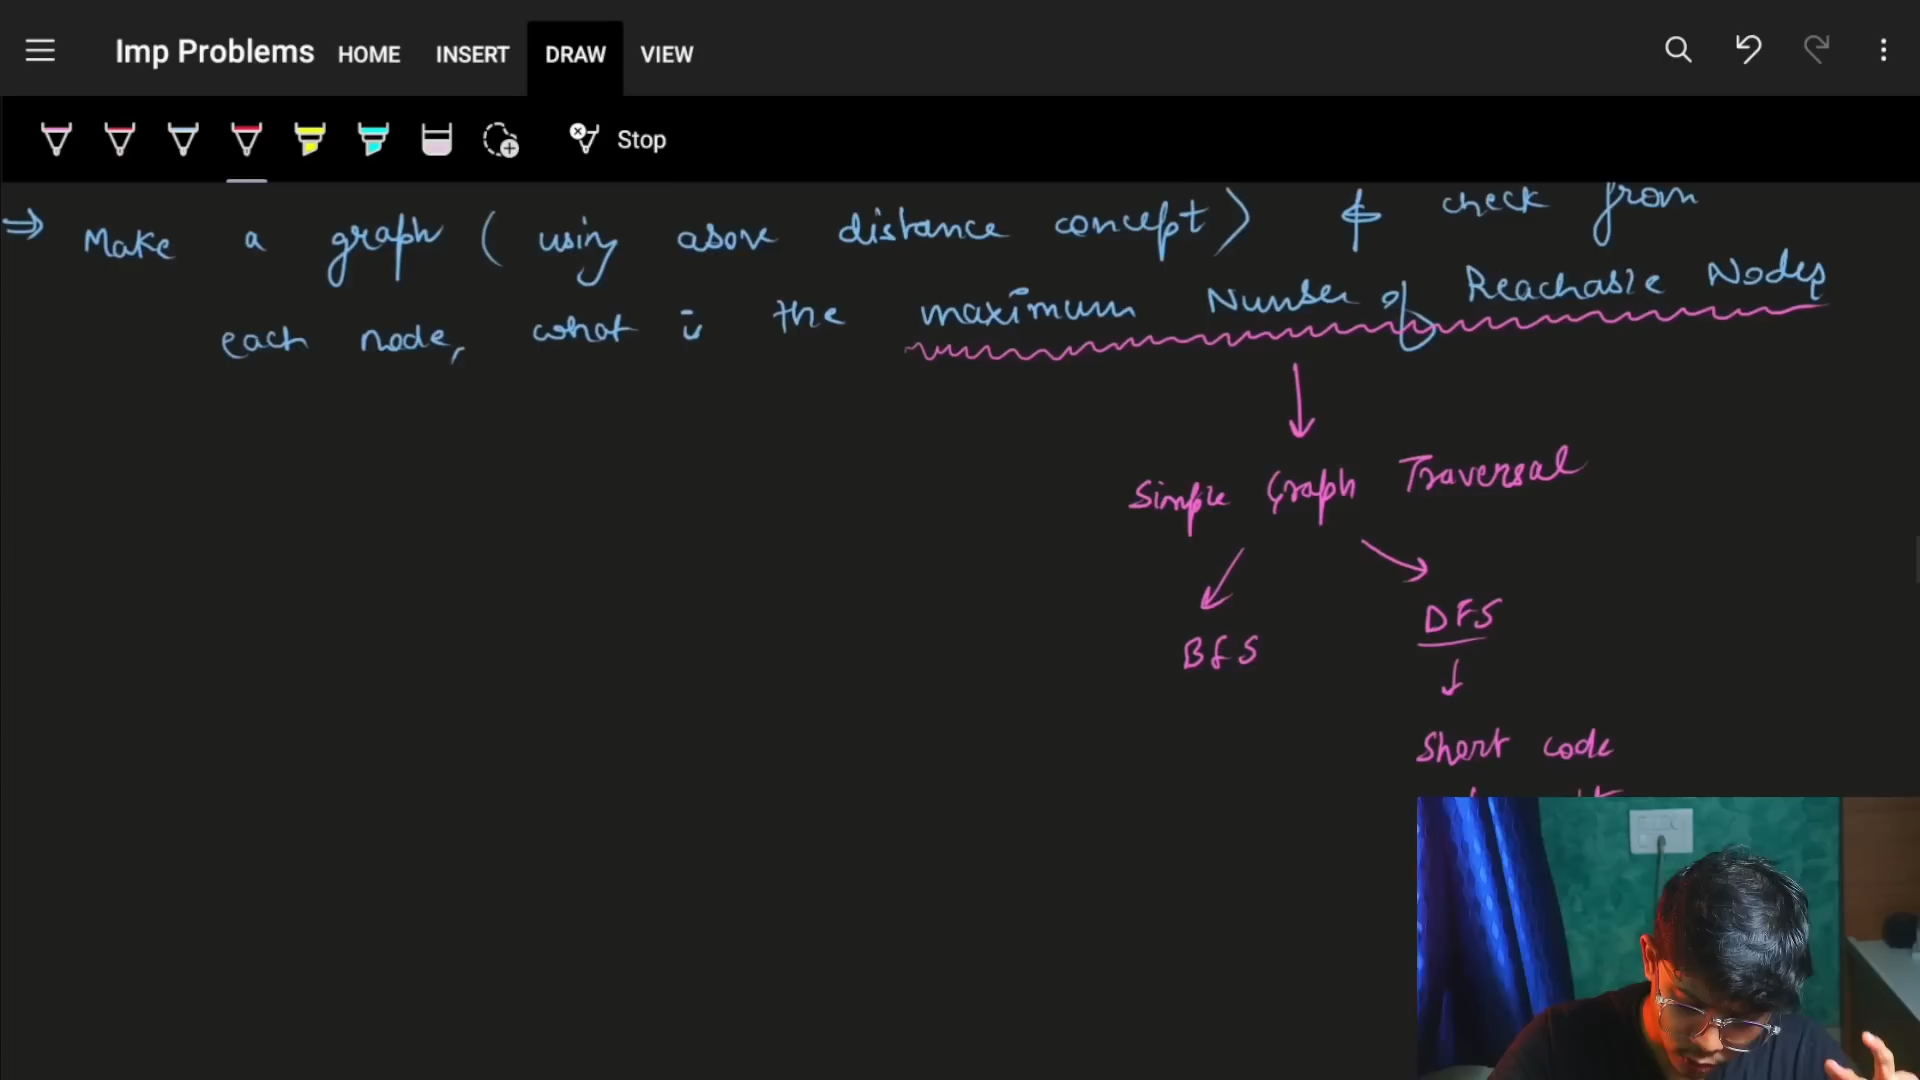 Imp Problems HOME INSERT DRAW VIEW
Stop
⇒ Make a graph (using above distance concept) & check from
each node, what is the maximum Number of Reachable Nodes
Simple Graph Traversal
BFS
DFS
Short code